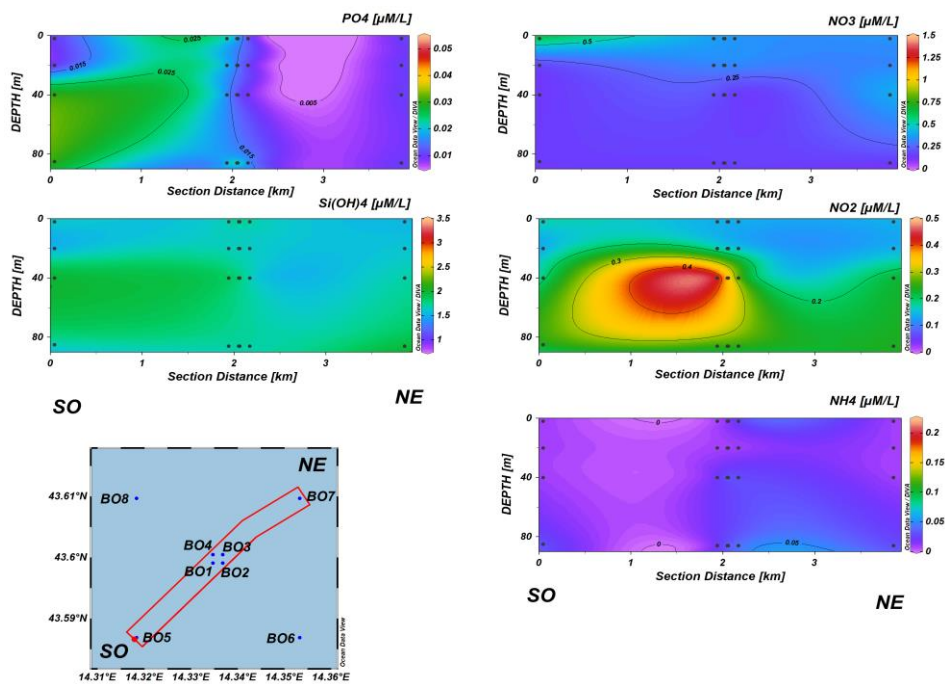 PO4 [µM/L]
0
40
80
DEPTH [m]
0.015
0.025
0.025
0.015
0.005
0.05
0.04
0.03
0.02
0.01
Ocean Data View / DIVA
0 1 2 3
Section Distance [km]
NO3 [µM/L]
0
40
80
DEPTH [m]
0.5
0.25
1.5
1.25
1
0.75
0.5
0.25
0
Ocean Data View / DIVA
0 1 2 3
Section Distance [km]
Si(OH)4 [µM/L]
0
40
80
DEPTH [m]
3.5
3
2.5
2
1.5
1
Ocean Data View / DIVA
0 1 2 3
Section Distance [km]
NO2 [µM/L]
0
40
80
DEPTH [m]
0.3
0.4
0.2
0.5
0.4
0.3
0.2
0.1
0
Ocean Data View / DIVA
0 1 2 3
Section Distance [km]
SO NE
NH4 [µM/L]
0
40
80
DEPTH [m]
0
0
0.05
0.2
0.15
0.1
0.05
0
Ocean Data View / DIVA
0 1 2 3
Section Distance [km]
SO NE
NE
43.61°N
43.6°N
43.59°N
BO8
BO7
BO4 BO3
BO1 BO2
BO5
BO6
SO
Ocean Data View
14.31°E 14.32°E 14.33°E 14.34°E 14.35°E 14.36°E